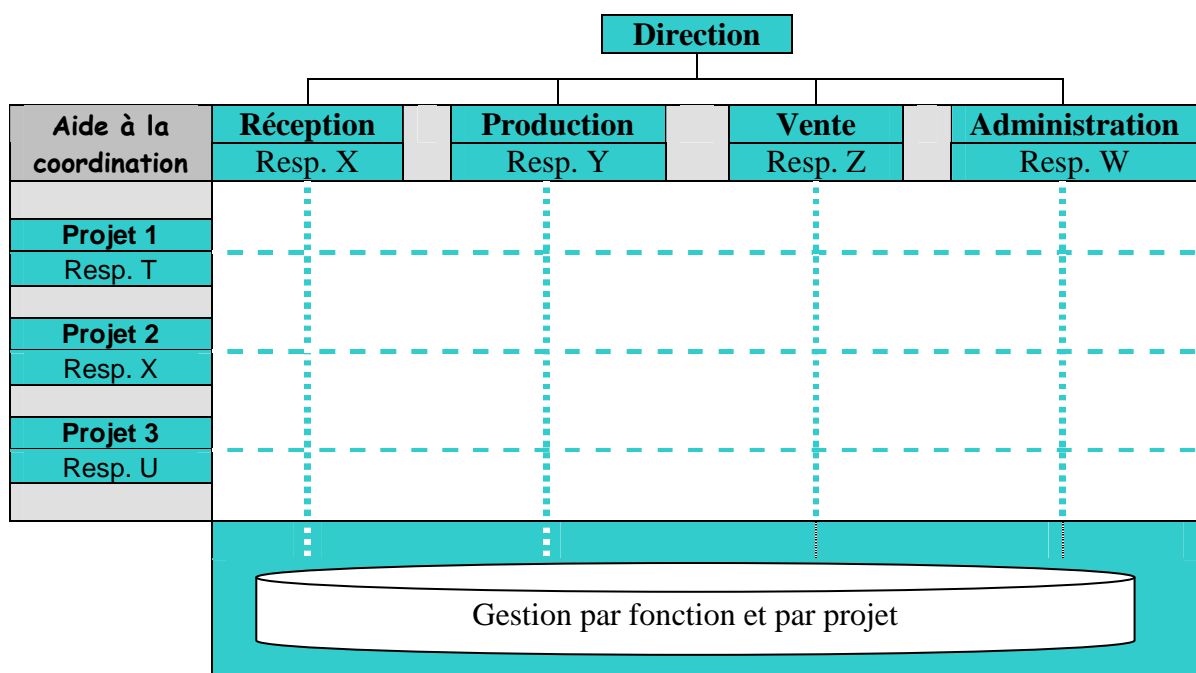 Direction
Aide à la
coordination
Réception
Resp. X
Production
Resp. Y
Vente
Resp. Z
Administration
Resp. W
Projet 1
Resp. T
Projet 2
Resp. X
Projet 3
Resp. U
Gestion par fonction et par projet